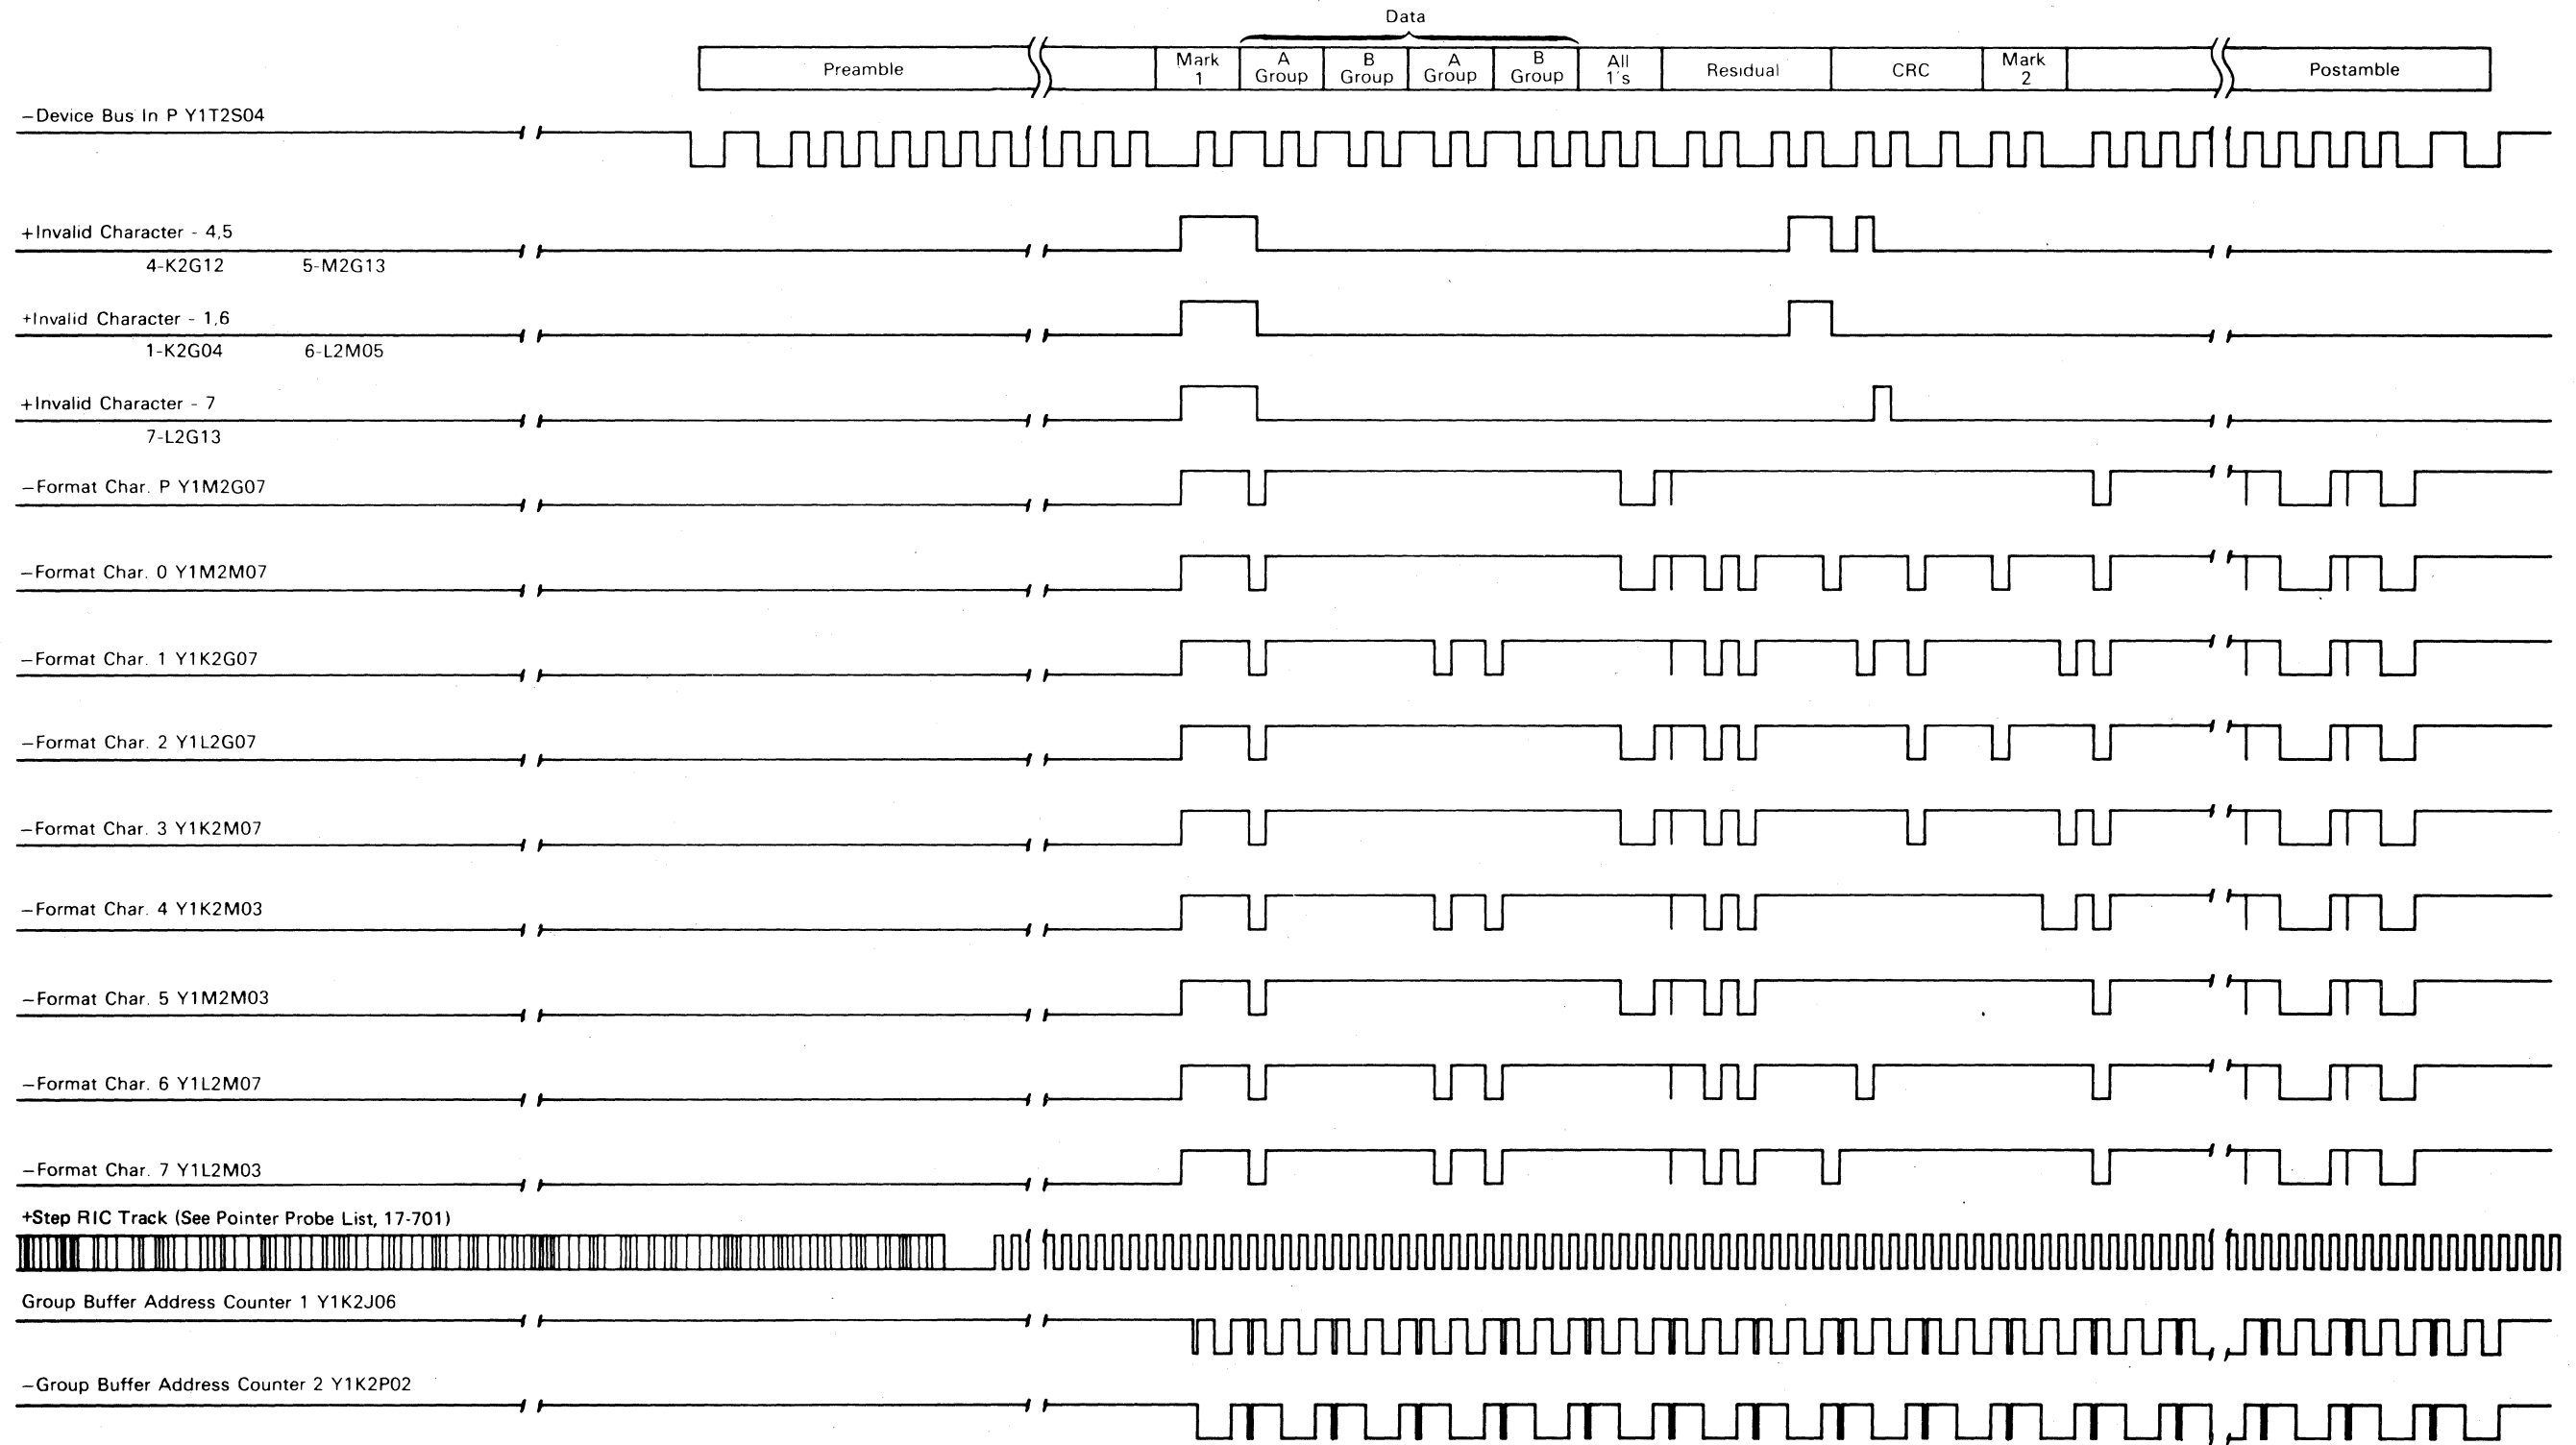 Data
Preamble
Mark 1
A Group
B Group
A Group
B Group
All 1's
Residual
CRC
Mark 2
Postamble
–Device Bus In P Y1T2S04
+Invalid Character - 4,5
4-K2G12 5-M2G13
+Invalid Character - 1,6
1-K2G04 6-L2M05
+Invalid Character - 7
7-L2G13
–Format Char. P Y1M2G07
–Format Char. 0 Y1M2M07
–Format Char. 1 Y1K2G07
–Format Char. 2 Y1L2G07
–Format Char. 3 Y1K2M07
–Format Char. 4 Y1K2M03
–Format Char. 5 Y1M2M03
–Format Char. 6 Y1L2M07
–Format Char. 7 Y1L2M03
+Step RIC Track (See Pointer Probe List, 17-701)
Group Buffer Address Counter 1 Y1K2J06
–Group Buffer Address Counter 2 Y1K2P02